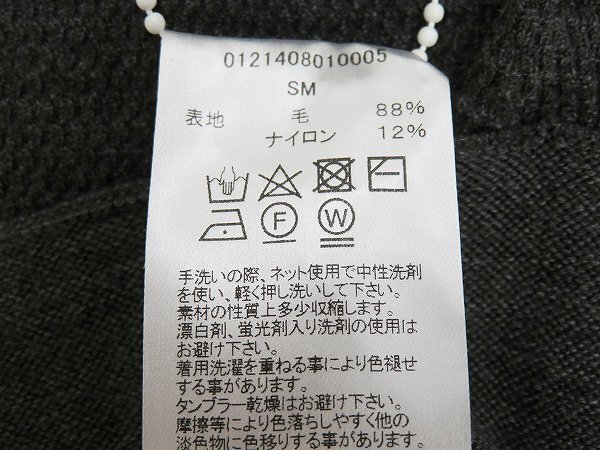 0121408010005
SM
表地 毛 88%
ナイロン 12%
F W
手洗いの際、ネット使用で中性洗剤
を使い、軽く押し洗いして下さい。
素材の性質上多少収縮します。
漂白剤、蛍光剤入り洗剤の使用は
お避け下さい。
着用洗濯を重ねる事により色褪せ
する事があります。
タンブラー乾燥はお避け下さい。
摩擦等により色落ちしやすく他の
淡色物に色移りする事があります。